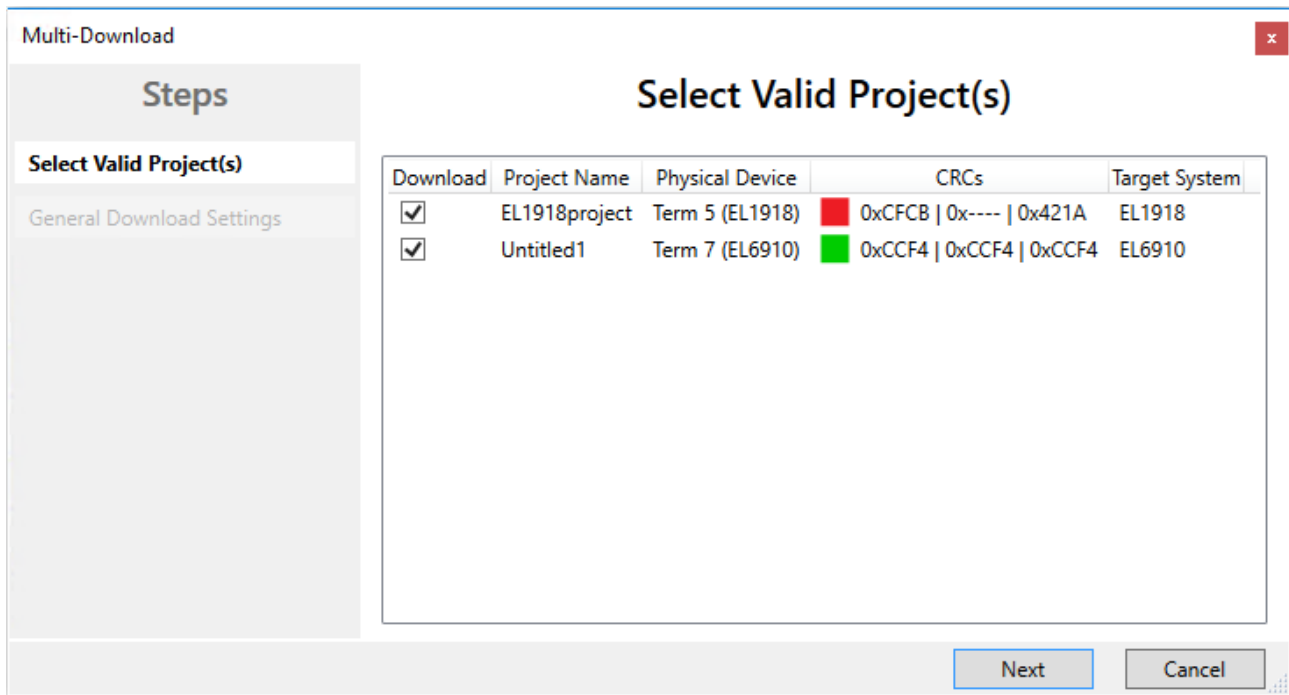 Multi-Download
x
Steps
Select Valid Project(s)
Select Valid Project(s)
General Download Settings
Download Project Name Physical Device CRCs Target System
EL1918project Term 5 (EL1918) 0xCFCB | 0x---- | 0x421A EL1918
Untitled1 Term 7 (EL6910) 0xCCF4 | 0xCCF4 | 0xCCF4 EL6910
Next Cancel